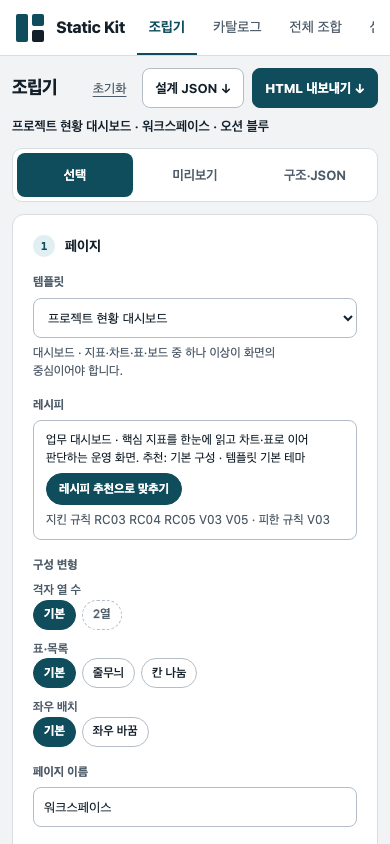 Static Kit
조립기
카탈로그
전체 조합
조립기
초기화
설계 JSON ↓
HTML 내보내기 ↓
프로젝트 현황 대시보드 · 워크스페이스 · 오션 블루
선택
미리보기
구조·JSON
1 페이지
템플릿
프로젝트 현황 대시보드
대시보드 · 지표·차트·표·보드 중 하나 이상이 화면의
중심이어야 합니다.
레시피
업무 대시보드 · 핵심 지표를 한눈에 읽고 차트·표로 이어
판단하는 운영 화면. 추천: 기본 구성 · 템플릿 기본 테마
레시피 추천으로 맞추기
지킨 규칙 RC03 RC04 RC05 V03 V05 · 피한 규칙 V03
구성 변형
격자 열 수
기본
2열
표·목록
기본
줄무늬
칸 나눔
좌우 배치
기본
좌우 바꿈
페이지 이름
워크스페이스